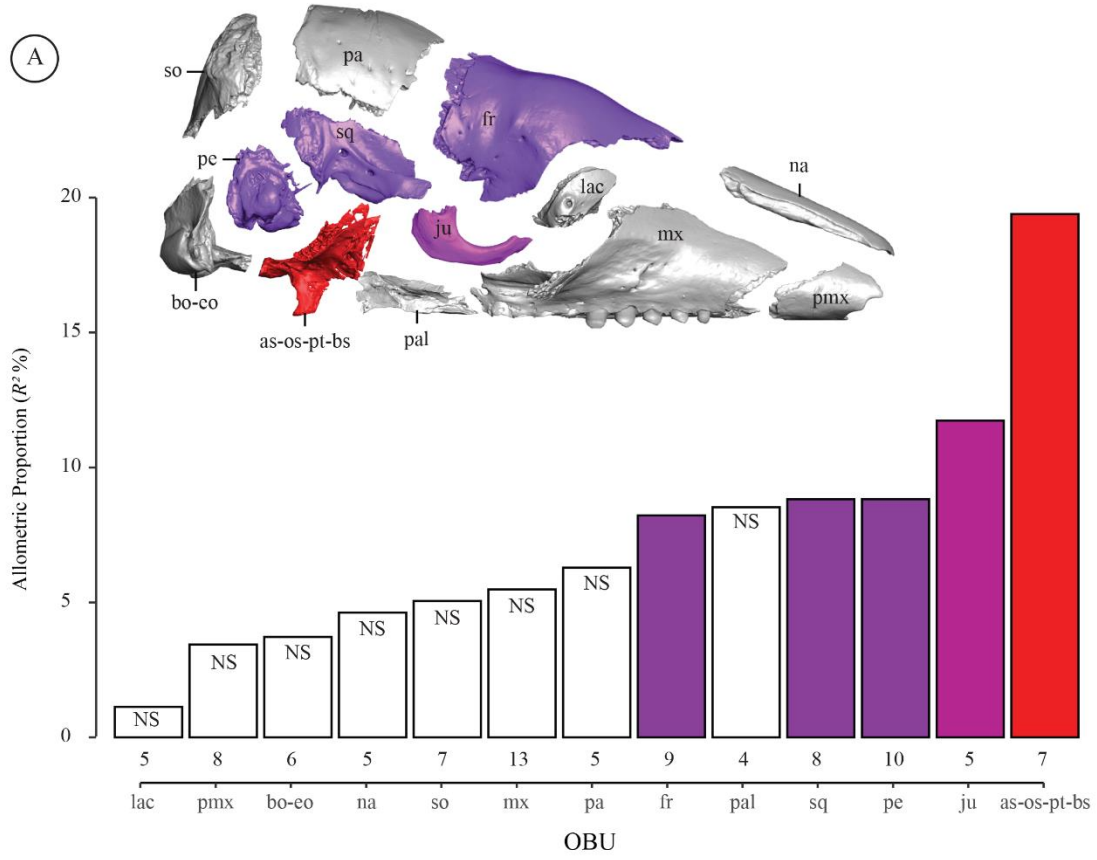 A
so
pa
fr
sq
pe
lac
na
ju
mx
bo-co
pmx
as-os-pt-bs
pal
Allometric Proportion (R² %)
20
15
10
5
0
NS
NS
NS
NS
NS
NS
NS
NS
5 8 6 5 7 13 5 9 4 8 10 5 7
lac pmx bo-eo na so mx pa fr pal sq pe ju as-os-pt-bs
OBU